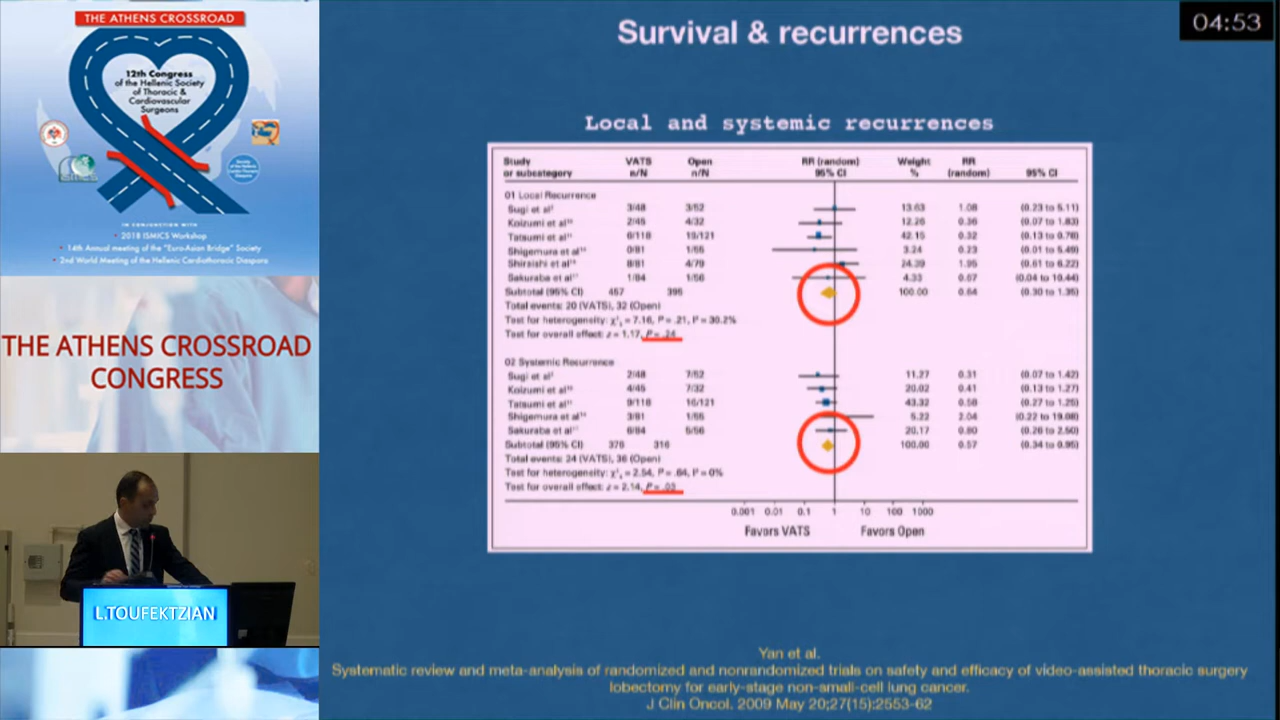 THE ATHENS CROSSROAD
12th Congress
of the Hellenic Society
of Thoracic &
Cardiovascular
Surgeons
IN CONJUNCTION WITH
• 2018 ISMICS Workshop
• 14th Annual meeting of the "Euro-Asian Bridge" Society
• 2nd World Meeting of the Hellenic Cardiothoracic Diaspora
THE ATHENS CROSSROAD
CONGRESS
L.TOUFEKTZIAN
04:53
Survival & recurrences
Local and systemic recurrences
Study VATS Open RR (random) Weight RR
or subcategory n/N n/N 95% CI % (random) 95% CI
01 Local Recurrence
Sugi et al 3/48 3/52 13.63 1.08 (0.23 to 5.11)
Koizumi et al 2/45 4/32 12.26 0.36 (0.07 to 1.83)
Tatsumi et al 6/118 19/121 42.15 0.32 (0.13 to 0.78)
Shigemura et al 0/81 1/55 3.24 0.23 (0.01 to 5.49)
Shiraishi et al 8/81 4/79 24.39 1.95 (0.61 to 6.22)
Sakuraba et al 1/84 1/56 4.33 0.67 (0.04 to 10.44)
Subtotal (95% CI) 457 395 100.00 0.64 (0.30 to 1.35)
Total events: 20 (VATS), 32 (Open)
Test for heterogeneity: χ² = 7.16, P = .21, I² = 30.2%
Test for overall effect: z = 1.17, P = .24
02 Systemic Recurrence
Sugi et al 2/48 7/52 11.27 0.31 (0.07 to 1.42)
Koizumi et al 4/45 7/32 20.02 0.41 (0.13 to 1.27)
Tatsumi et al 9/118 16/121 43.32 0.58 (0.27 to 1.25)
Shigemura et al 3/81 1/55 5.22 2.04 (0.22 to 19.08)
Sakuraba et al 6/84 5/56 20.17 0.80 (0.26 to 2.50)
Subtotal (95% CI) 376 316 100.00 0.57 (0.34 to 0.95)
Total events: 24 (VATS), 36 (Open)
Test for heterogeneity: χ² = 2.54, P = .64, I² = 0%
Test for overall effect: z = 2.14, P = .03
0.001 0.01 0.1 1 10 100 1000
Favors VATS Favors Open
Yan et al.
Systematic review and meta-analysis of randomized and nonrandomized trials on safety and efficacy of video-assisted thoracic surgery
lobectomy for early-stage non-small-cell lung cancer.
J Clin Oncol. 2009 May 20;27(15):2553-62